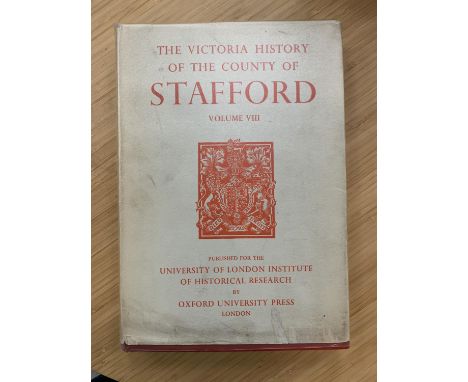 THE VICTORIA HISTORY
OF THE COUNTY OF
STAFFORD
VOLUME VIII
PUBLISHED FOR THE
UNIVERSITY OF LONDON INSTITUTE
OF HISTORICAL RESEARCH
BY
OXFORD UNIVERSITY PRESS
LONDON